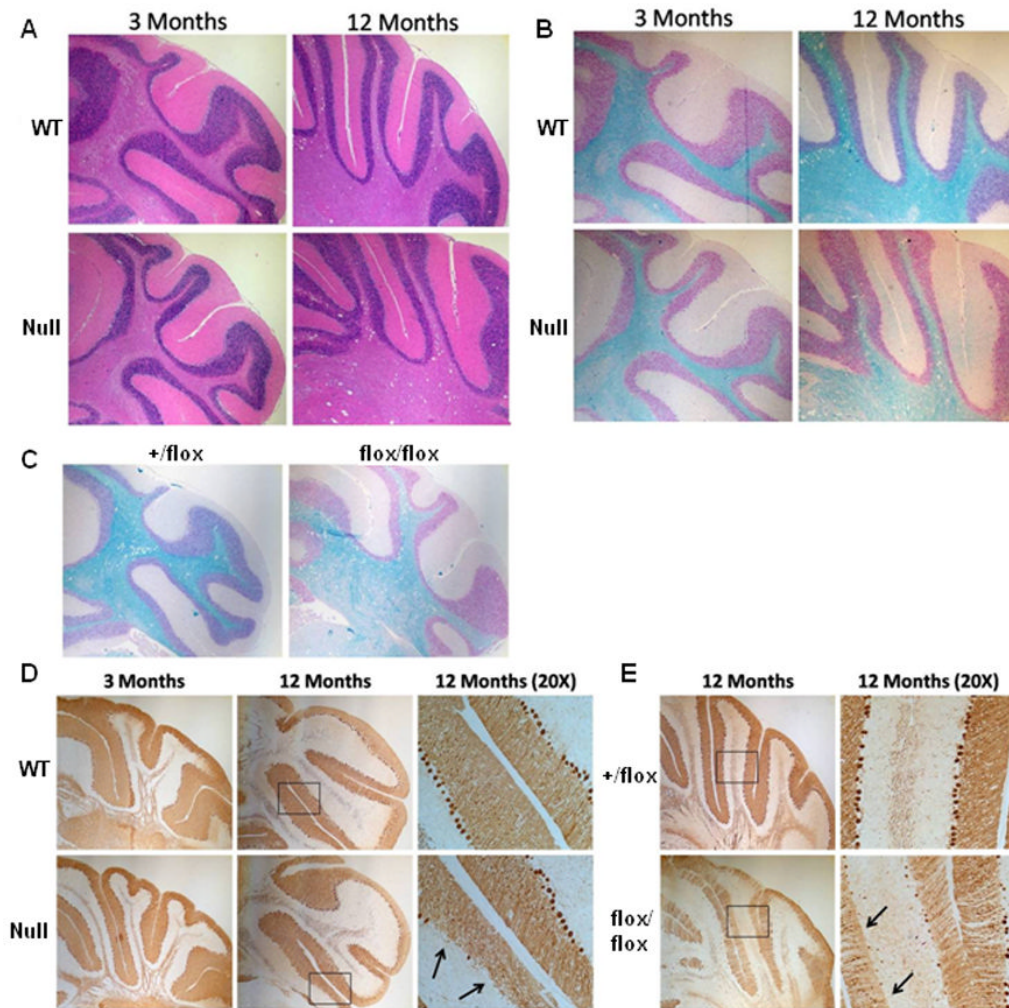 A
3 Months
12 Months
WT
Null
B
3 Months
12 Months
WT
Null
C
+/flox
flox/flox
D
3 Months
12 Months
12 Months (20X)
WT
Null
E
12 Months
12 Months (20X)
+/flox
flox/
flox